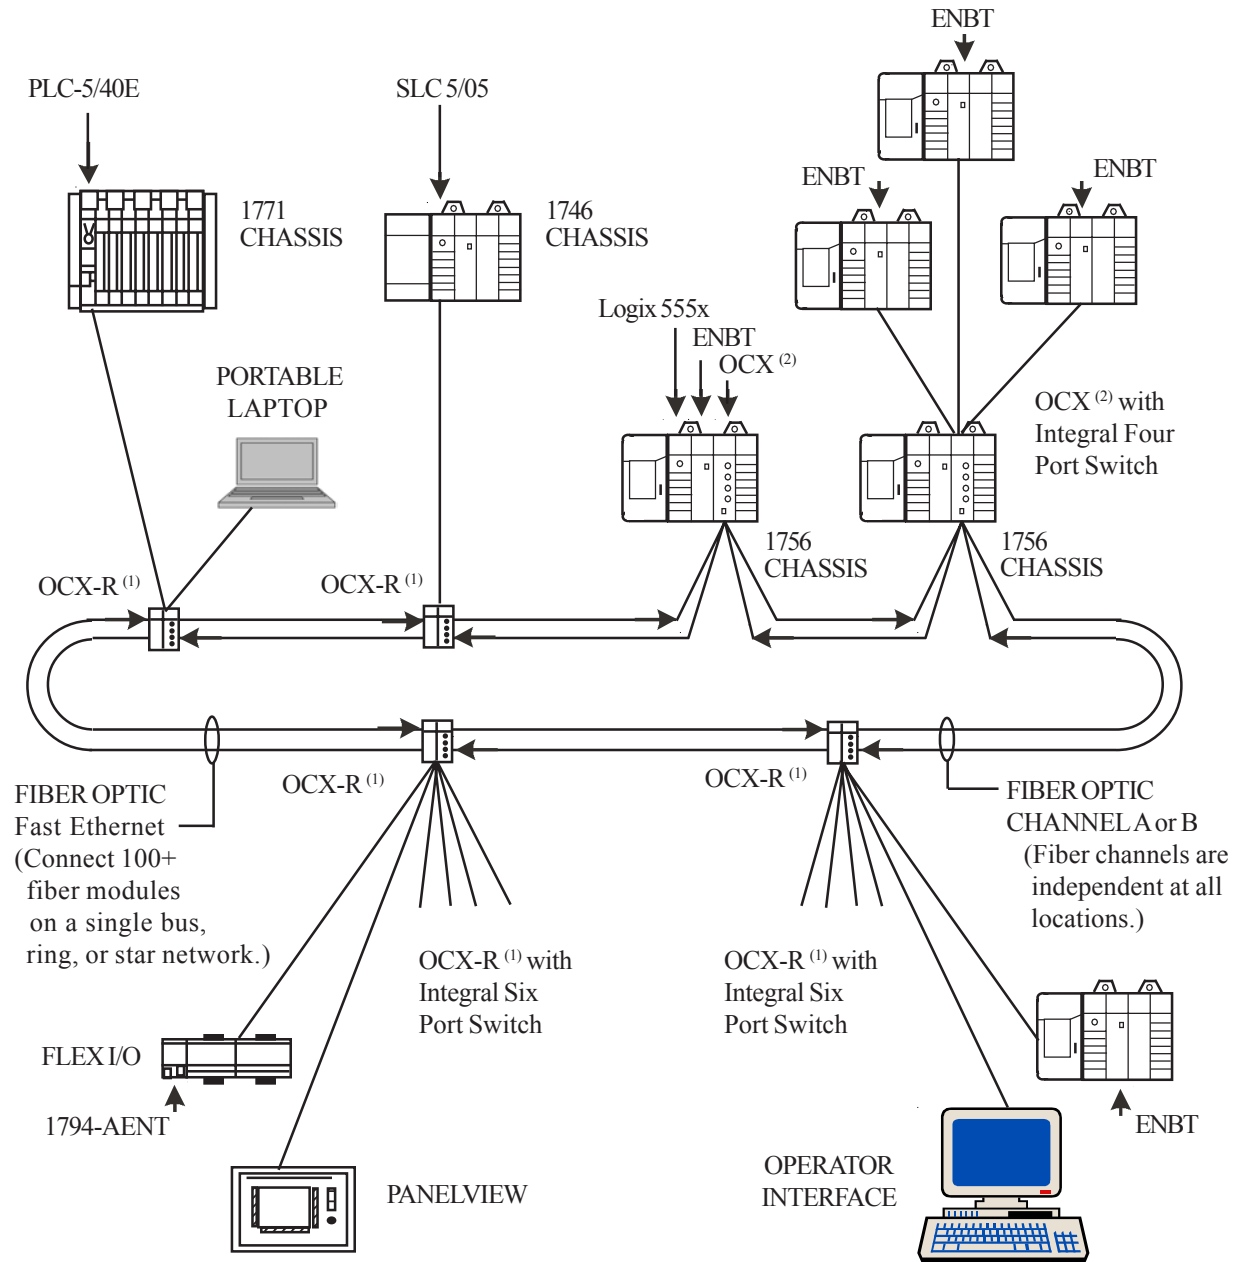 ENBT
PLC-5/40E
SLC 5/05
ENBT
ENBT
1771
CHASSIS
1746
CHASSIS
Logix 555x
ENBT
OCX (2)
PORTABLE
LAPTOP
OCX (2) with
Integral Four
Port Switch
1756
CHASSIS
1756
CHASSIS
OCX-R (1)
OCX-R (1)
OCX-R (1)
OCX-R (1)
FIBER OPTIC
Fast Ethernet
(Connect 100+
fiber modules
on a single bus,
ring, or star network.)
FIBER OPTIC
CHANNEL A or B
(Fiber channels are
independent at all
locations.)
OCX-R (1) with
Integral Six
Port Switch
OCX-R (1) with
Integral Six
Port Switch
FLEX I/O
1794-AENT
ENBT
PANELVIEW
OPERATOR
INTERFACE